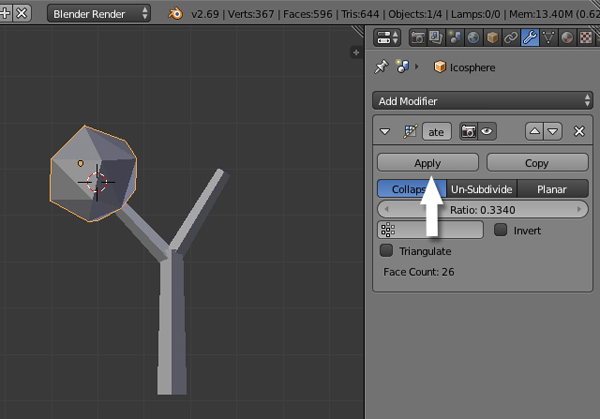 Blender Render
v2.69 | Verts:367 | Faces:596 | Tris:644 | Objects:1/4 | Lamps:0/0 | Mem:13.40M (0.62
Icosphere
Add Modifier
ate
Apply
Copy
Collaps
Un-Subdivide
Planar
Ratio: 0.3340
Invert
Triangulate
Face Count: 26